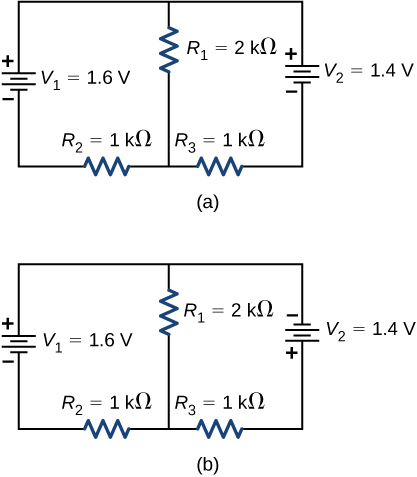 + R₁ = 2 kΩ +
V₁ = 1.6 V V₂ = 1.4 V
− −
R₂ = 1 kΩ R₃ = 1 kΩ
(a)
+ R₁ = 2 kΩ −
V₁ = 1.6 V V₂ = 1.4 V
− +
R₂ = 1 kΩ R₃ = 1 kΩ
(b)